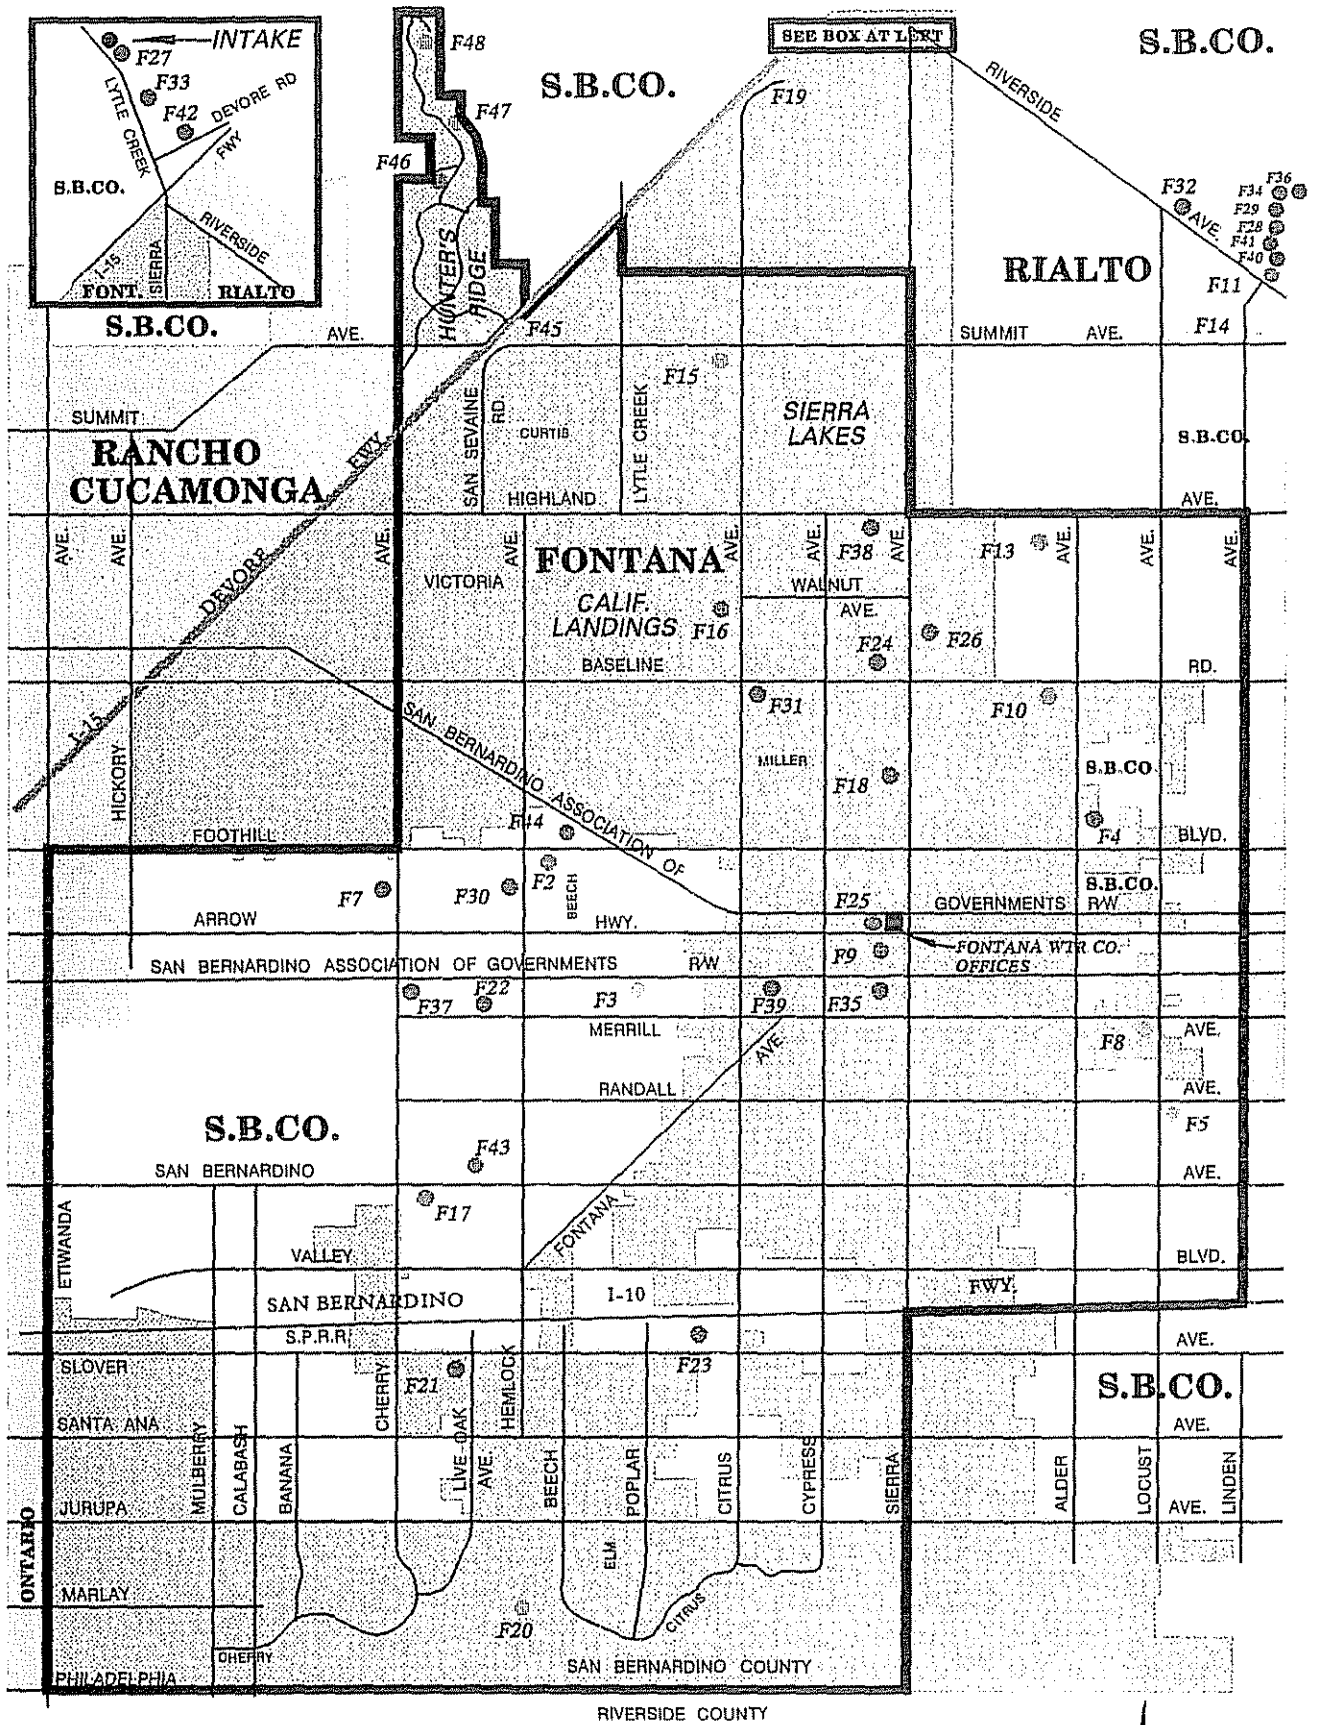 INTAKE
F27
F33
F42
DEVORE RD
LYTLE CREEK
FWY
S.B.CO.
RIVERSIDE
I-15
SIERRA
FONT.
RIALTO
S.B.CO.
F48
F47
F46
S.B.CO.
SEE BOX AT LEFT
S.B.CO.
RIVERSIDE
AVE.
F19
F32
F36
F34
F29
F28
F41
F40
F11
F14
RIALTO
HUNTER'S
RIDGE
F45
AVE.
SUMMIT
AVE.
SUMMIT
RANCHO
CUCAMONGA
FWY
SAN SEVAINE
RD.
CURTIS
LYTLE CREEK
F15
SIERRA
LAKES
S.B.CO.
HIGHLAND
AVE.
AVE.
AVE.
AVE.
AVE.
AVE.
AVE.
AVE.
AVE.
AVE.
AVE.
DEVORE
VICTORIA
FONTANA
CALIF.
LANDINGS
F16
F38
WALNUT
AVE.
F13
F24
F26
BASELINE
RD.
I-15
HICKORY
SAN BERNARDINO ASSOCIATION OF
F31
MILLER
F10
F18
S.B.CO
F4
FOOTHILL
BLVD.
F44
F7
F30
F2
BEECH
F25
S.B.CO.
GOVERNMENTS R/W
ARROW
HWY.
FONTANA WTR CO.
OFFICES
F9
SAN BERNARDINO ASSOCIATION OF GOVERNMENTS R/W
F37
F22
F3
F39
F35
MERRILL
AVE.
F8
AVE.
RANDALL
AVE.
F5
S.B.CO.
F43
SAN BERNARDINO
AVE.
F17
ETIWANDA
FONTANA
VALLEY
BLVD.
SAN BERNARDINO
I-10
FWY.
S.P.R.R.
AVE.
SLOVER
F21
F23
S.B.CO.
SANTA ANA
AVE.
CHERRY
HEMLOCK
AVE.
LIVE OAK
MULBEREY
CALABASH
BANANA
BEECH
POPLAR
CITRUS
CYPRESS
SIERRA
ALDER
LOCUST
LINDEN
JURUPA
AVE.
ONTARIO
ELM
MARLAY
F20
CITRUS
CHERRY
PHILADELPHIA
SAN BERNARDINO COUNTY
RIVERSIDE COUNTY